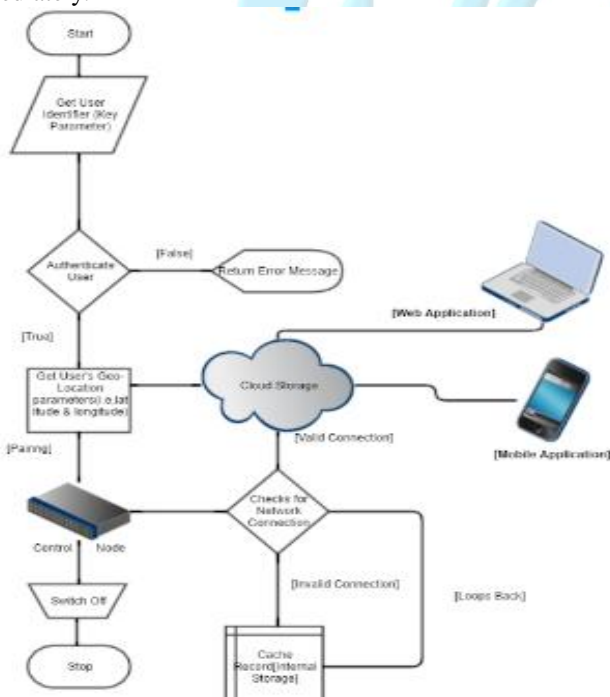 Start
Get User
Identifier (Key
Parameter)
Authenticate
User
[False]
Return Error Message
[True]
[Web Application]
Get User's Geo-
Location
parameters(i.e.lat
itude & longitude)
Cloud Storage
[Valid Connection]
[Mobile Application]
[Pairing]
Checks for
Network
Connection
Control Node
[Invalid Connection]
[Loops Back]
Switch Off
Cache
Record[Internal
Storage]
Stop